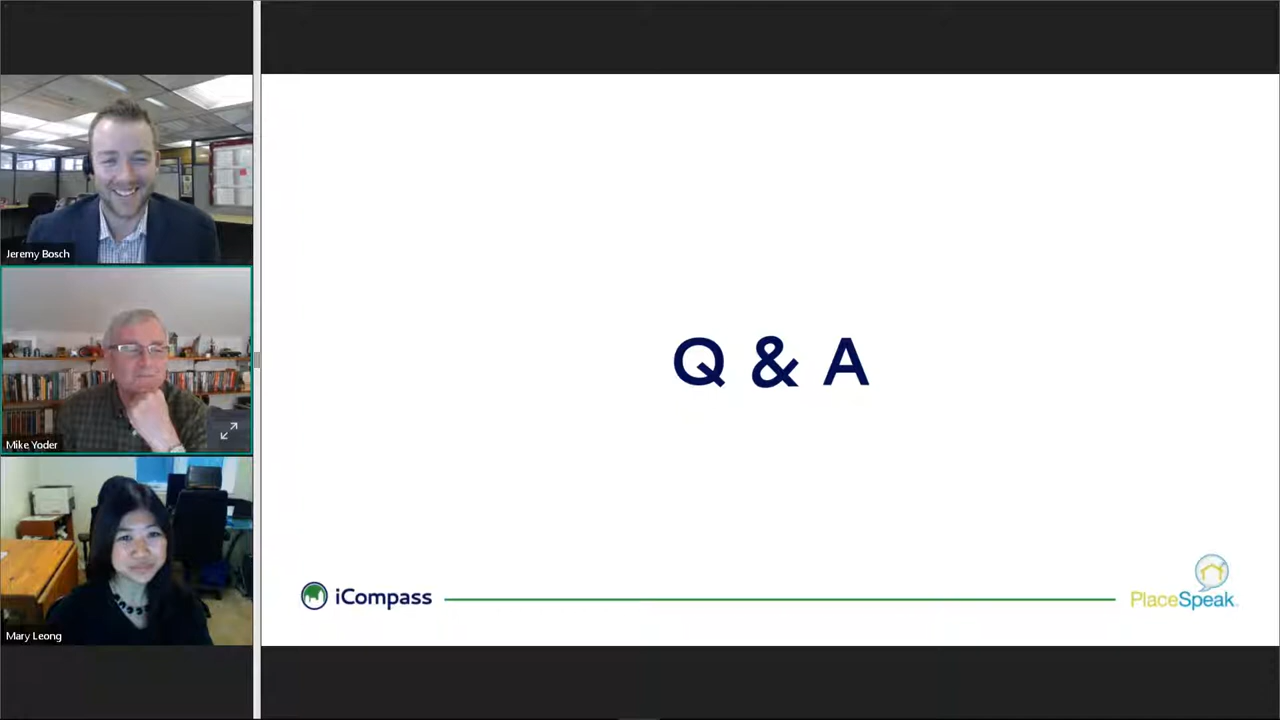 Jeremy Bosch
Mike Yoder
Mary Leong
Q & A
iCompass
PlaceSpeak